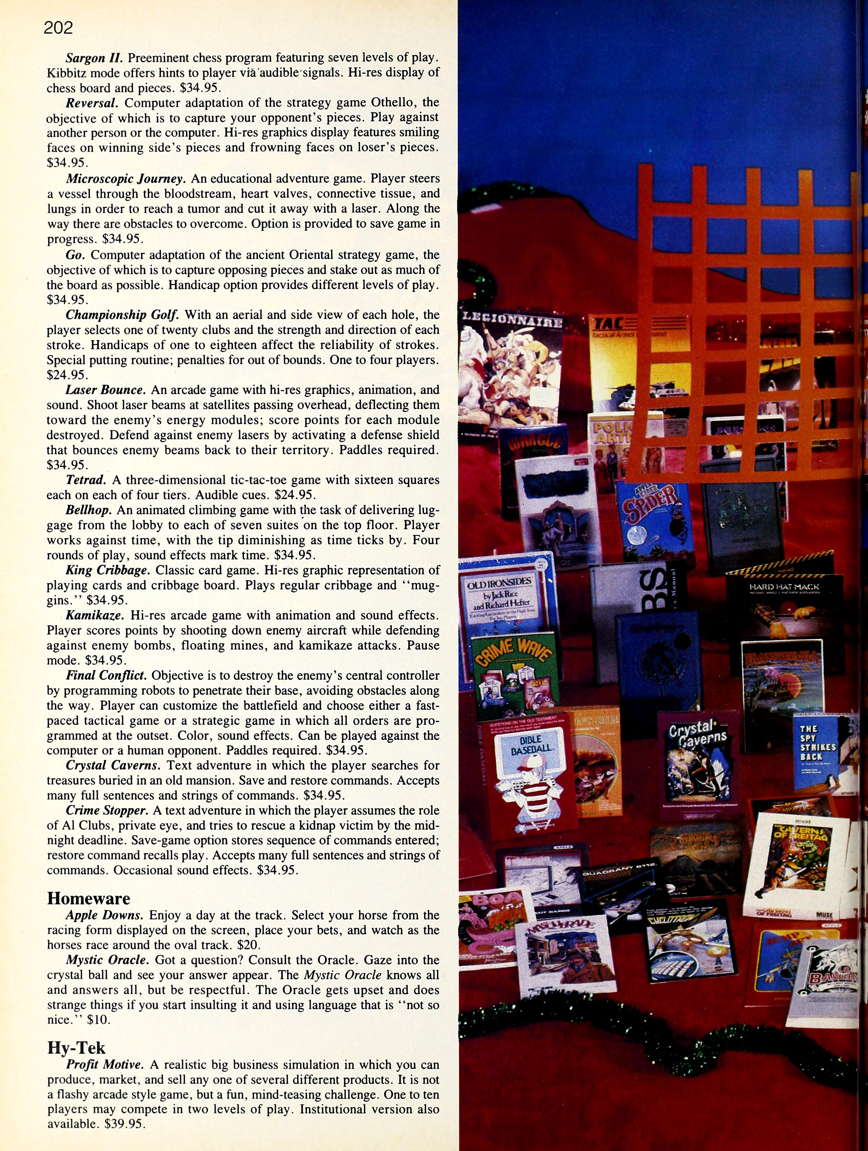 202
Sargon II. Preeminent chess program featuring seven levels of play.
Kibbitz mode offers hints to player via audible signals. Hi-res display of
chess board and pieces. $34.95.
Reversal. Computer adaptation of the strategy game Othello, the
objective of which is to capture your opponent's pieces. Play against
another person or the computer. Hi-res graphics display features smiling
faces on winning side's pieces and frowning faces on loser's pieces.
$34.95.
Microscopic Journey. An educational adventure game. Player steers
a vessel through the bloodstream, heart valves, connective tissue, and
lungs in order to reach a tumor and cut it away with a laser. Along the
way there are obstacles to overcome. Option is provided to save game in
progress. $34.95.
Go. Computer adaptation of the ancient Oriental strategy game, the
objective of which is to capture opposing pieces and stake out as much of
the board as possible. Handicap option provides different levels of play.
$34.95.
Championship Golf. With an aerial and side view of each hole, the
player selects one of twenty clubs and the strength and direction of each
stroke. Handicaps of one to eighteen affect the reliability of strokes.
Special putting routine; penalties for out of bounds. One to four players.
$24.95.
Laser Bounce. An arcade game with hi-res graphics, animation, and
sound. Shoot laser beams at satellites passing overhead, deflecting them
toward the enemy's energy modules; score points for each module
destroyed. Defend against enemy lasers by activating a defense shield
that bounces enemy beams back to their territory. Paddles required.
$34.95.
Tetrad. A three-dimensional tic-tac-toe game with sixteen squares
each on each of four tiers. Audible cues. $24.95.
Bellhop. An animated climbing game with the task of delivering lug-
gage from the lobby to each of seven suites on the top floor. Player
works against time, with the tip diminishing as time ticks by. Four
rounds of play, sound effects mark time. $34.95.
King Cribbage. Classic card game. Hi-res graphic representation of
playing cards and cribbage board. Plays regular cribbage and "mug-
gins." $34.95.
Kamikaze. Hi-res arcade game with animation and sound effects.
Player scores points by shooting down enemy aircraft while defending
against enemy bombs, floating mines, and kamikaze attacks. Pause
mode. $34.95.
Final Conflict. Objective is to destroy the enemy's central controller
by programming robots to penetrate their base, avoiding obstacles along
the way. Player can customize the battlefield and choose either a fast-
paced tactical game or a strategic game in which all orders are pro-
grammed at the outset. Color, sound effects. Can be played against the
computer or a human opponent. Paddles required. $34.95.
Crystal Caverns. Text adventure in which the player searches for
treasures buried in an old mansion. Save and restore commands. Accepts
many full sentences and strings of commands. $34.95.
Crime Stopper. A text adventure in which the player assumes the role
of Al Clubs, private eye, and tries to rescue a kidnap victim by the mid-
night deadline. Save-game option stores sequence of commands entered;
restore command recalls play. Accepts many full sentences and strings of
commands. Occasional sound effects. $34.95.
Homeware
Apple Downs. Enjoy a day at the track. Select your horse from the
racing form displayed on the screen, place your bets, and watch as the
horses race around the oval track. $20.
Mystic Oracle. Got a question? Consult the Oracle. Gaze into the
crystal ball and see your answer appear. The Mystic Oracle knows all
and answers all, but be respectful. The Oracle gets upset and does
strange things if you start insulting it and using language that is "not so
nice." $10.
Hy-Tek
Profit Motive. A realistic big business simulation in which you can
produce, market, and sell any one of several different products. It is not
a flashy arcade style game, but a fun, mind-teasing challenge. One to ten
players may compete in two levels of play. Institutional version also
available. $39.95.
LEGIONNAIRE
TAC
SPIDER
OLD IRONSIDES
by Jack Rice
and Richard Hefter
HARD HAT MACK
CRIME WAVE
BIBLE
BASEBALL
Crystal
Caverns
THE
SPY
STRIKES
BACK
CAVERNS
OF FREITAG
MUSE
QUADRANT 6112
CYCLOTRON
MASQUERADE